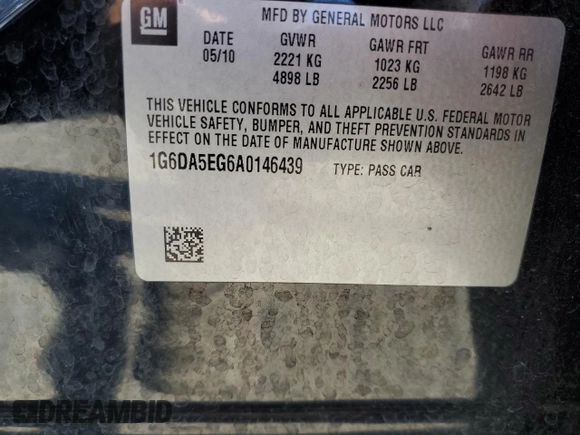 GM
MFD BY GENERAL MOTORS LLC
DATE GVWR GAWR FRT GAWR RR
05/10 2221 KG 1023 KG 1198 KG
4898 LB 2256 LB 2642 LB
THIS VEHICLE CONFORMS TO ALL APPLICABLE U.S. FEDERAL MOTOR
VEHICLE SAFETY, BUMPER, AND THEFT PREVENTION STANDARDS IN
EFFECT ON THE DATE OF MANUFACTURE SHOWN ABOVE.
1G6DA5EG6A0146439 TYPE: PASS CAR
DREAMBID